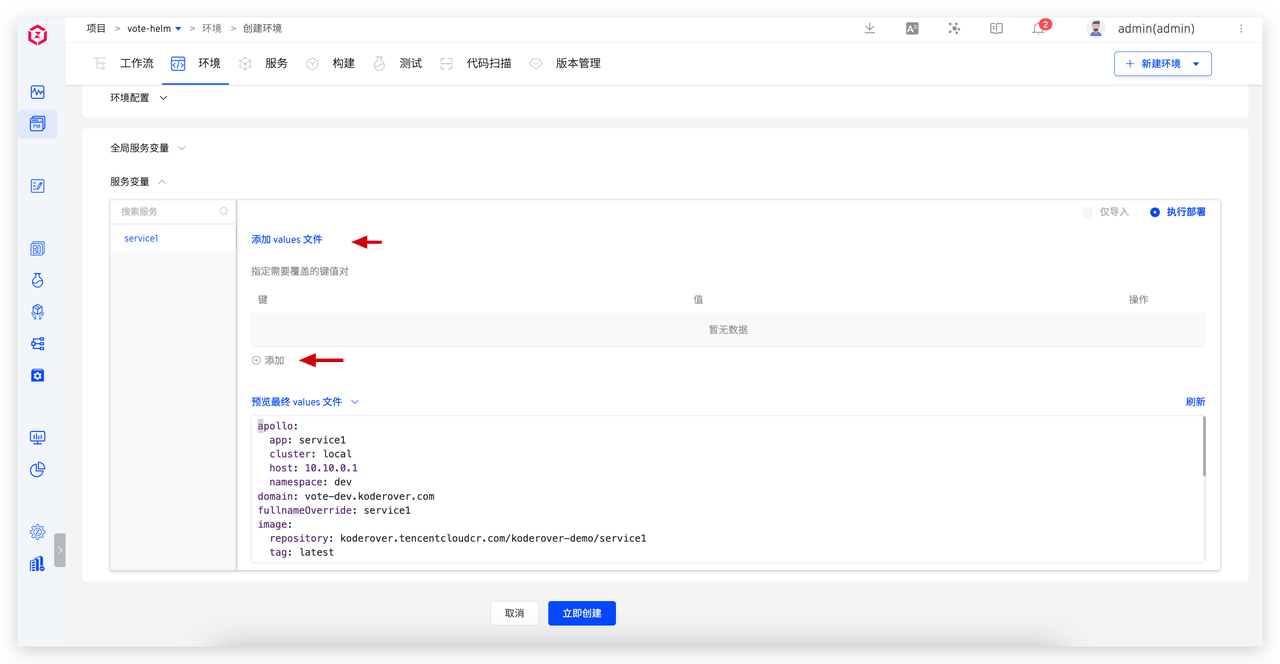 项目 > vote-helm > 环境 > 创建环境
2
admin(admin)
工作流 环境 服务 构建 测试 代码扫描 版本管理
+ 新建环境
环境配置
全局服务变量
服务变量
搜索服务
service1
仅导入 执行部署
添加 values 文件
指定需要覆盖的键值对
键 值 操作
暂无数据
添加
预览最终 values 文件
刷新
apollo:
  app: service1
  cluster: local
  host: 10.10.0.1
  namespace: dev
domain: vote-dev.koderover.com
fullnameOverride: service1
image:
  repository: koderover.tencentcloudcr.com/koderover-demo/service1
  tag: latest
取消 立即创建